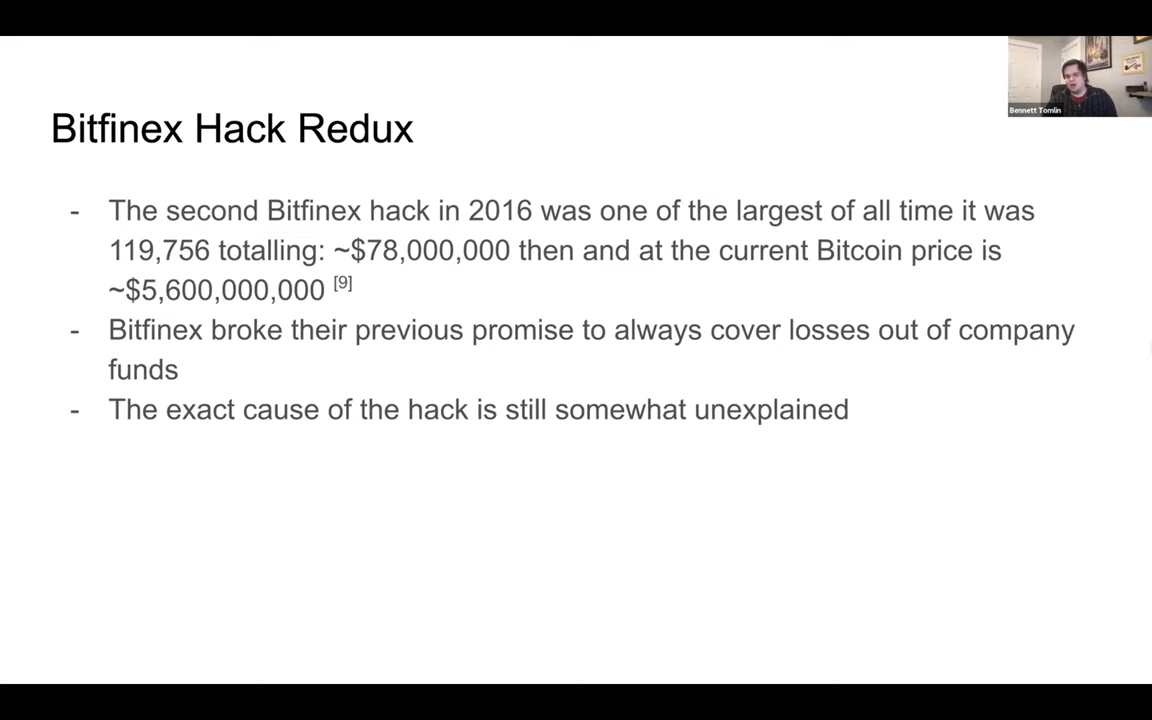 Bennett Tomlin
Bitfinex Hack Redux
- The second Bitfinex hack in 2016 was one of the largest of all time it was
119,756 totalling: ~$78,000,000 then and at the current Bitcoin price is
~$5,600,000,000 [9]
- Bitfinex broke their previous promise to always cover losses out of company
funds
- The exact cause of the hack is still somewhat unexplained